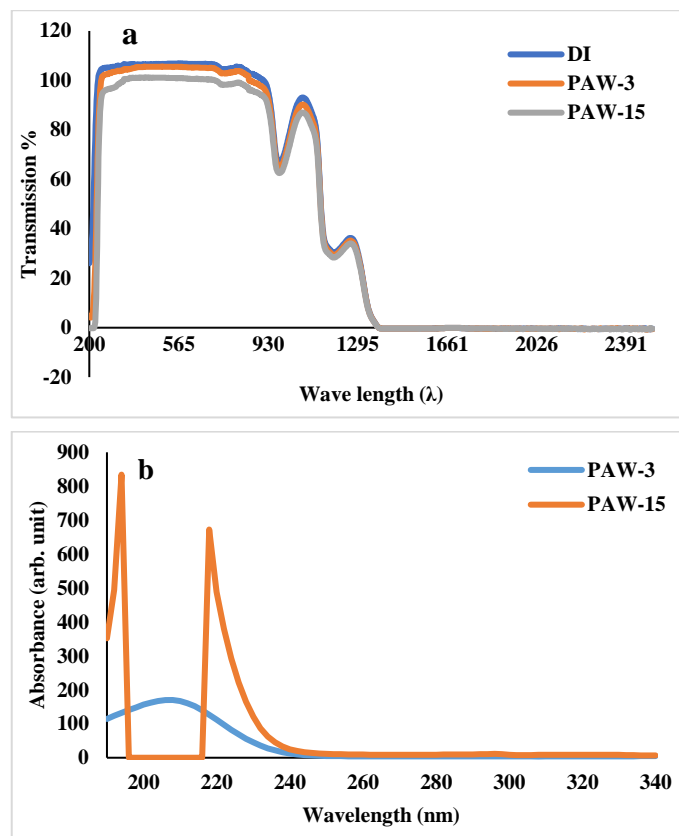 a
DI
PAW-3
PAW-15
Transmission %
120
100
80
60
40
20
0
-20
200 565 930 1295 1661 2026 2391
Wave length (λ)
b
PAW-3
PAW-15
Absorbance (arb. unit)
900
800
700
600
500
400
300
200
100
0
200 220 240 260 280 300 320 340
Wavelength (nm)